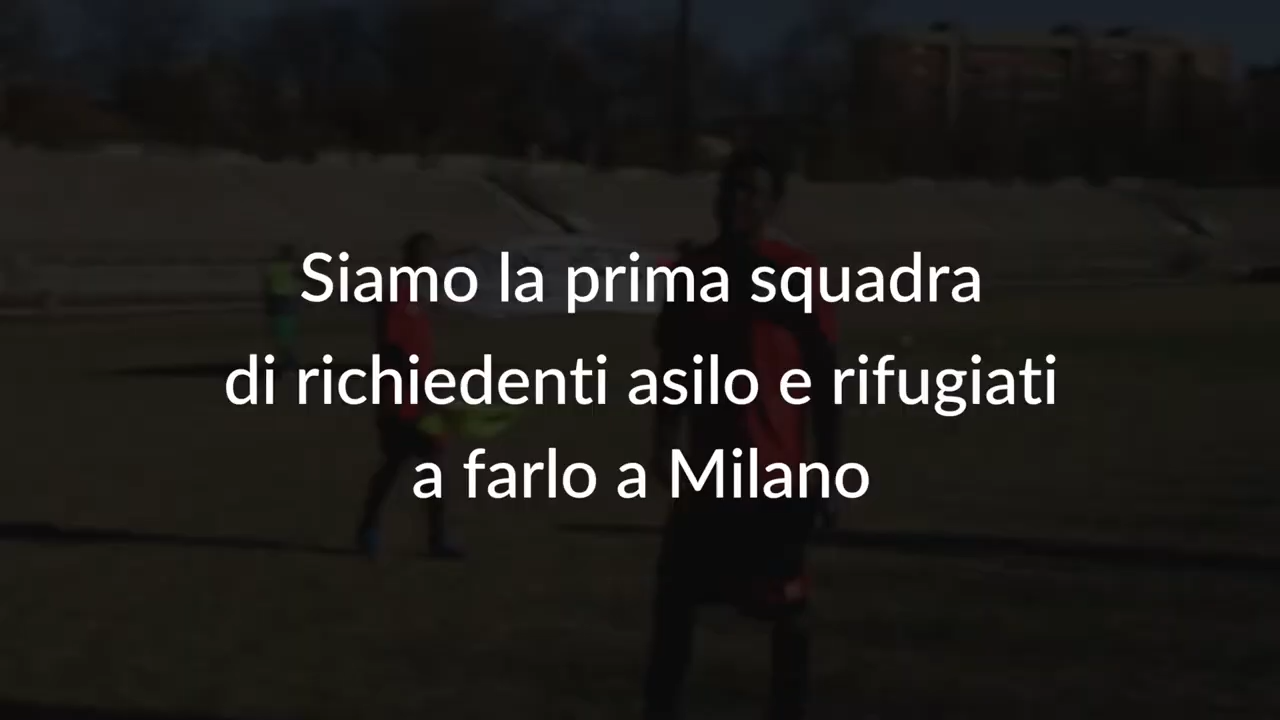 Siamo la prima squadra
di richiedenti asilo e rifugiati
a farlo a Milano